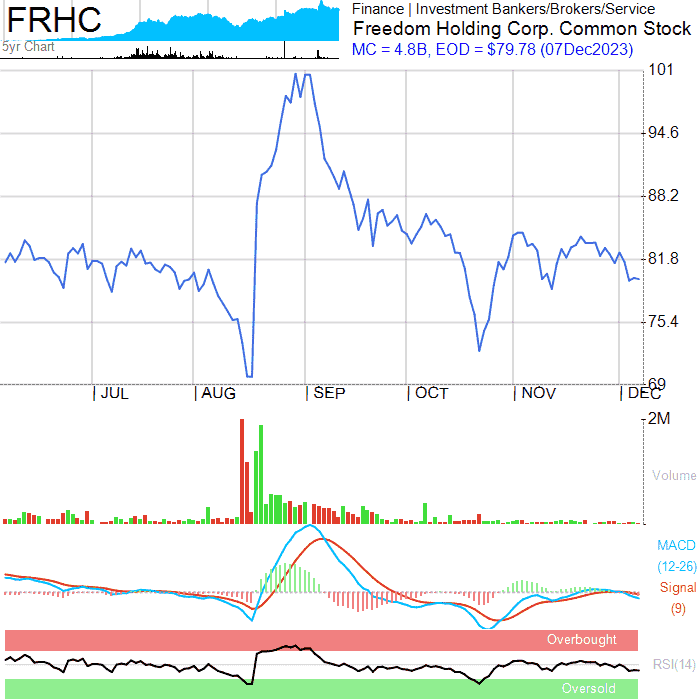 FRHC
5yr Chart
Finance | Investment Bankers/Brokers/Service
Freedom Holding Corp. Common Stock
MC = 4.8B, EOD = $79.78 (07Dec2023)
101
94.6
88.2
81.8
75.4
69
JUL
AUG
SEP
OCT
NOV
DEC
2M
Volume
MACD
(12-26)
Signal
(9)
Overbought
RSI(14)
Oversold